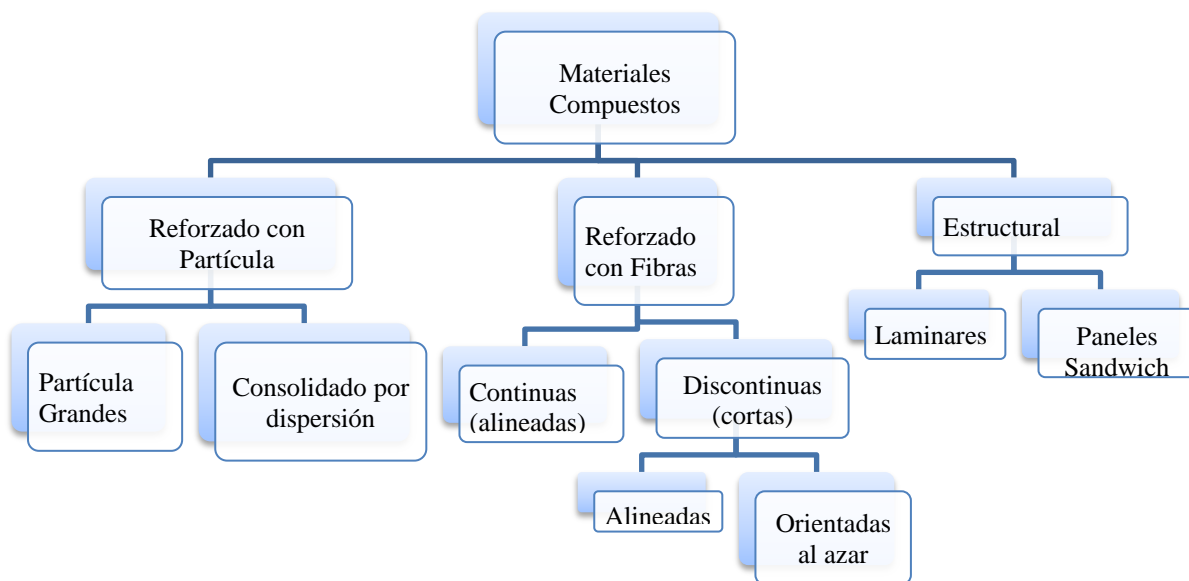 Materiales
Compuestos
Reforzado con
Partícula
Reforzado
con Fibras
Estructural
Partícula
Grandes
Consolidado por
dispersión
Continuas
(alineadas)
Discontinuas
(cortas)
Laminares
Paneles
Sandwich
Alineadas
Orientadas
al azar